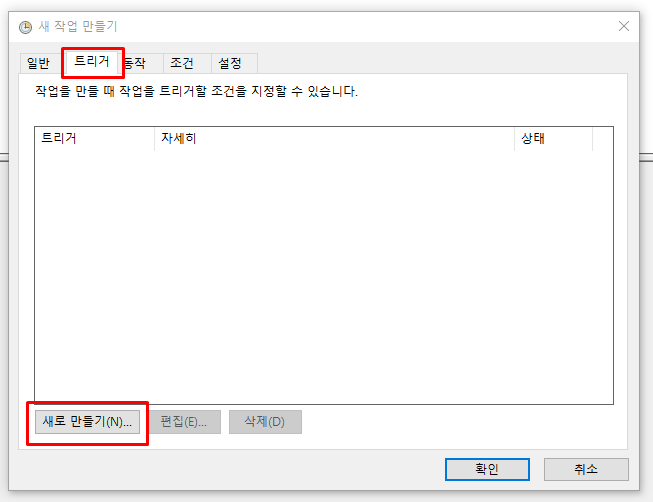 새 작업 만들기
일반 트리거 동작 조건 설정
작업을 만들 때 작업을 트리거할 조건을 지정할 수 있습니다.
트리거 자세히 상태
새로 만들기(N)... 편집(E)... 삭제(D)
확인 취소